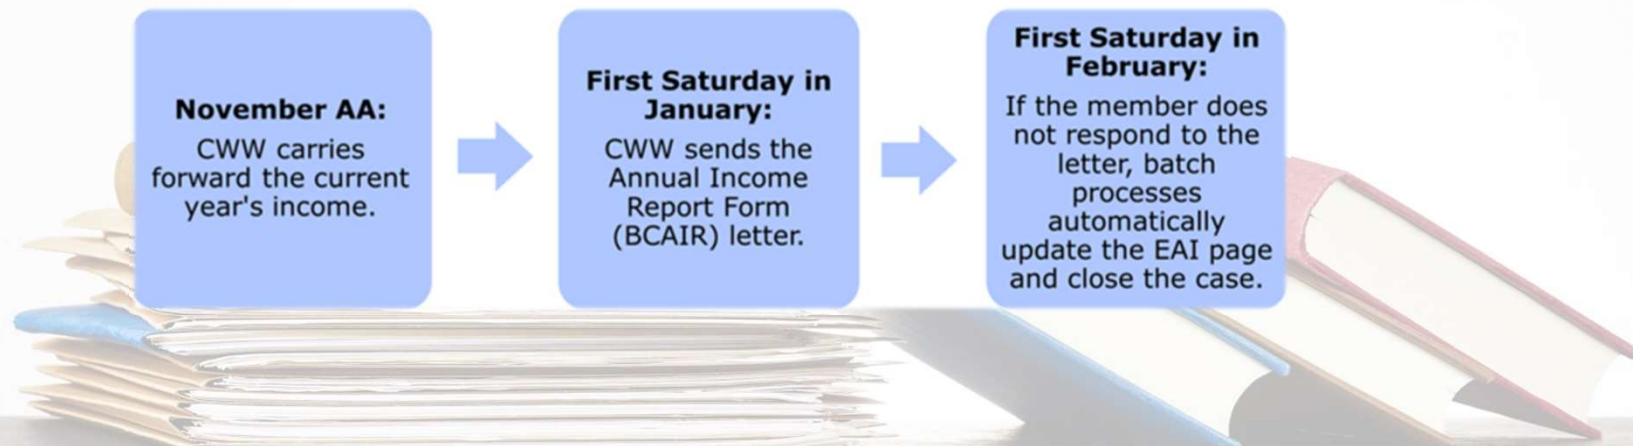 November AA:
CWW carries
forward the current
year's income.
First Saturday in
January:
CWW sends the
Annual Income
Report Form
(BCAIR) letter.
First Saturday in
February:
If the member does
not respond to the
letter, batch
processes
automatically
update the EAI page
and close the case.